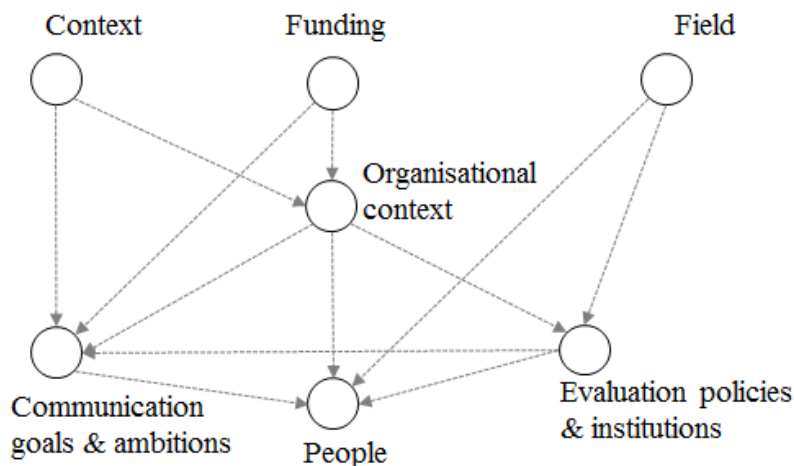 Context
Funding
Field
Organisational
context
Communication
goals & ambitions
People
Evaluation policies
& institutions